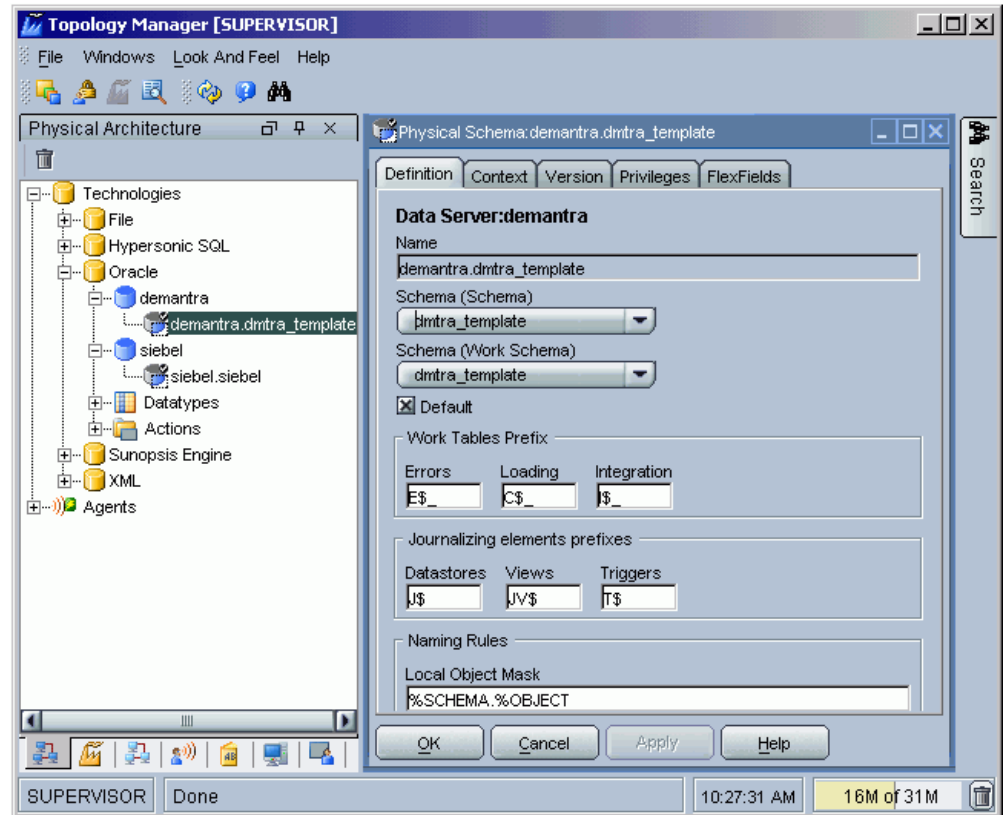 Topology Manager [SUPERVISOR]
File Windows Look And Feel Help
Physical Architecture
Technologies
File
Hypersonic SQL
Oracle
demantra
demantra.dmtra_template
siebel
siebel.siebel
Datatypes
Actions
Sunopsis Engine
XML
Agents
Physical Schema:demantra.dmtra_template
Definition Context Version Privileges FlexFields
Data Server:demantra
Name
demantra.dmtra_template
Schema (Schema)
dmtra_template
Schema (Work Schema)
dmtra_template
Default
Work Tables Prefix
Errors Loading Integration
E$_ C$_ I$_
Journalizing elements prefixes
Datastores Views Triggers
J$ JV$ T$
Naming Rules
Local Object Mask
%SCHEMA.%OBJECT
OK Cancel Apply Help
Search
SUPERVISOR Done 10:27:31 AM 16M of 31M